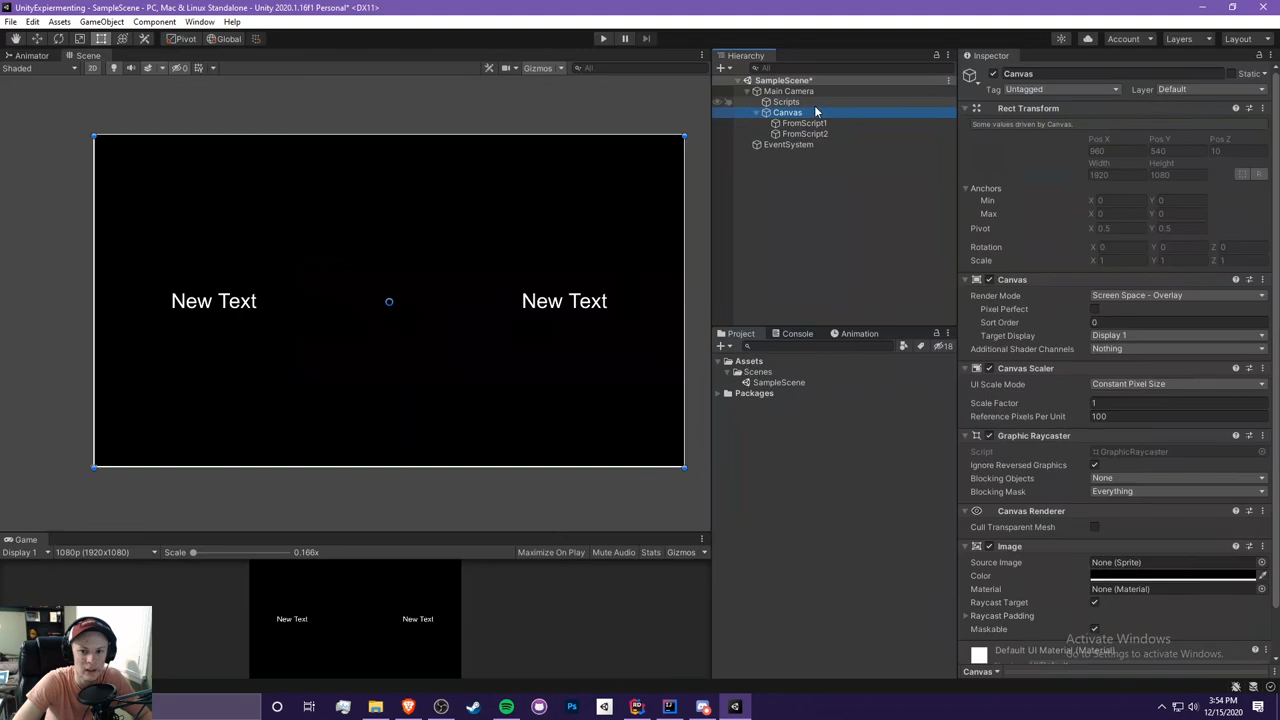 UnityExpiermenting - SampleScene - PC, Mac & Linux Standalone - Unity 2020.1.16f1 Personal* <DX11>
File Edit Assets GameObject Component Window Help
Pivot Global Account Layers Layout
Animator Scene
Shaded 2D 0 Gizmos All
New Text New Text
Game
Display 1 1080p (1920x1080) Scale 0.166x Maximize On Play Mute Audio Stats Gizmos
New Text New Text
Hierarchy
All
SampleScene*
Main Camera
Scripts
Canvas
FromScript1
FromScript2
EventSystem
Project Console Animation
18
Assets
Scenes
SampleScene
Packages
Inspector
Canvas Static
Tag Untagged Layer Default
Rect Transform
Some values driven by Canvas.
Pos X Pos Y Pos Z
960 540 10
Width Height
1920 1080
R
Anchors
Min X 0 Y 0
Max X 0 Y 0
Pivot X 0.5 Y 0.5
Rotation X 0 Y 0 Z 0
Scale X 1 Y 1 Z 1
Canvas
Render Mode Screen Space - Overlay
Pixel Perfect
Sort Order 0
Target Display Display 1
Additional Shader Channels Nothing
Canvas Scaler
UI Scale Mode Constant Pixel Size
Scale Factor 1
Reference Pixels Per Unit 100
Graphic Raycaster
Script GraphicRaycaster
Ignore Reversed Graphics
Blocking Objects None
Blocking Mask Everything
Canvas Renderer
Cull Transparent Mesh
Image
Source Image None (Sprite)
Color
Material None (Material)
Raycast Target
Raycast Padding
Maskable
Default UI Material (Material)
Activate Windows
Go to Settings to activate Windows.
Canvas
Ps RD
3:54 PM
12/15/2020